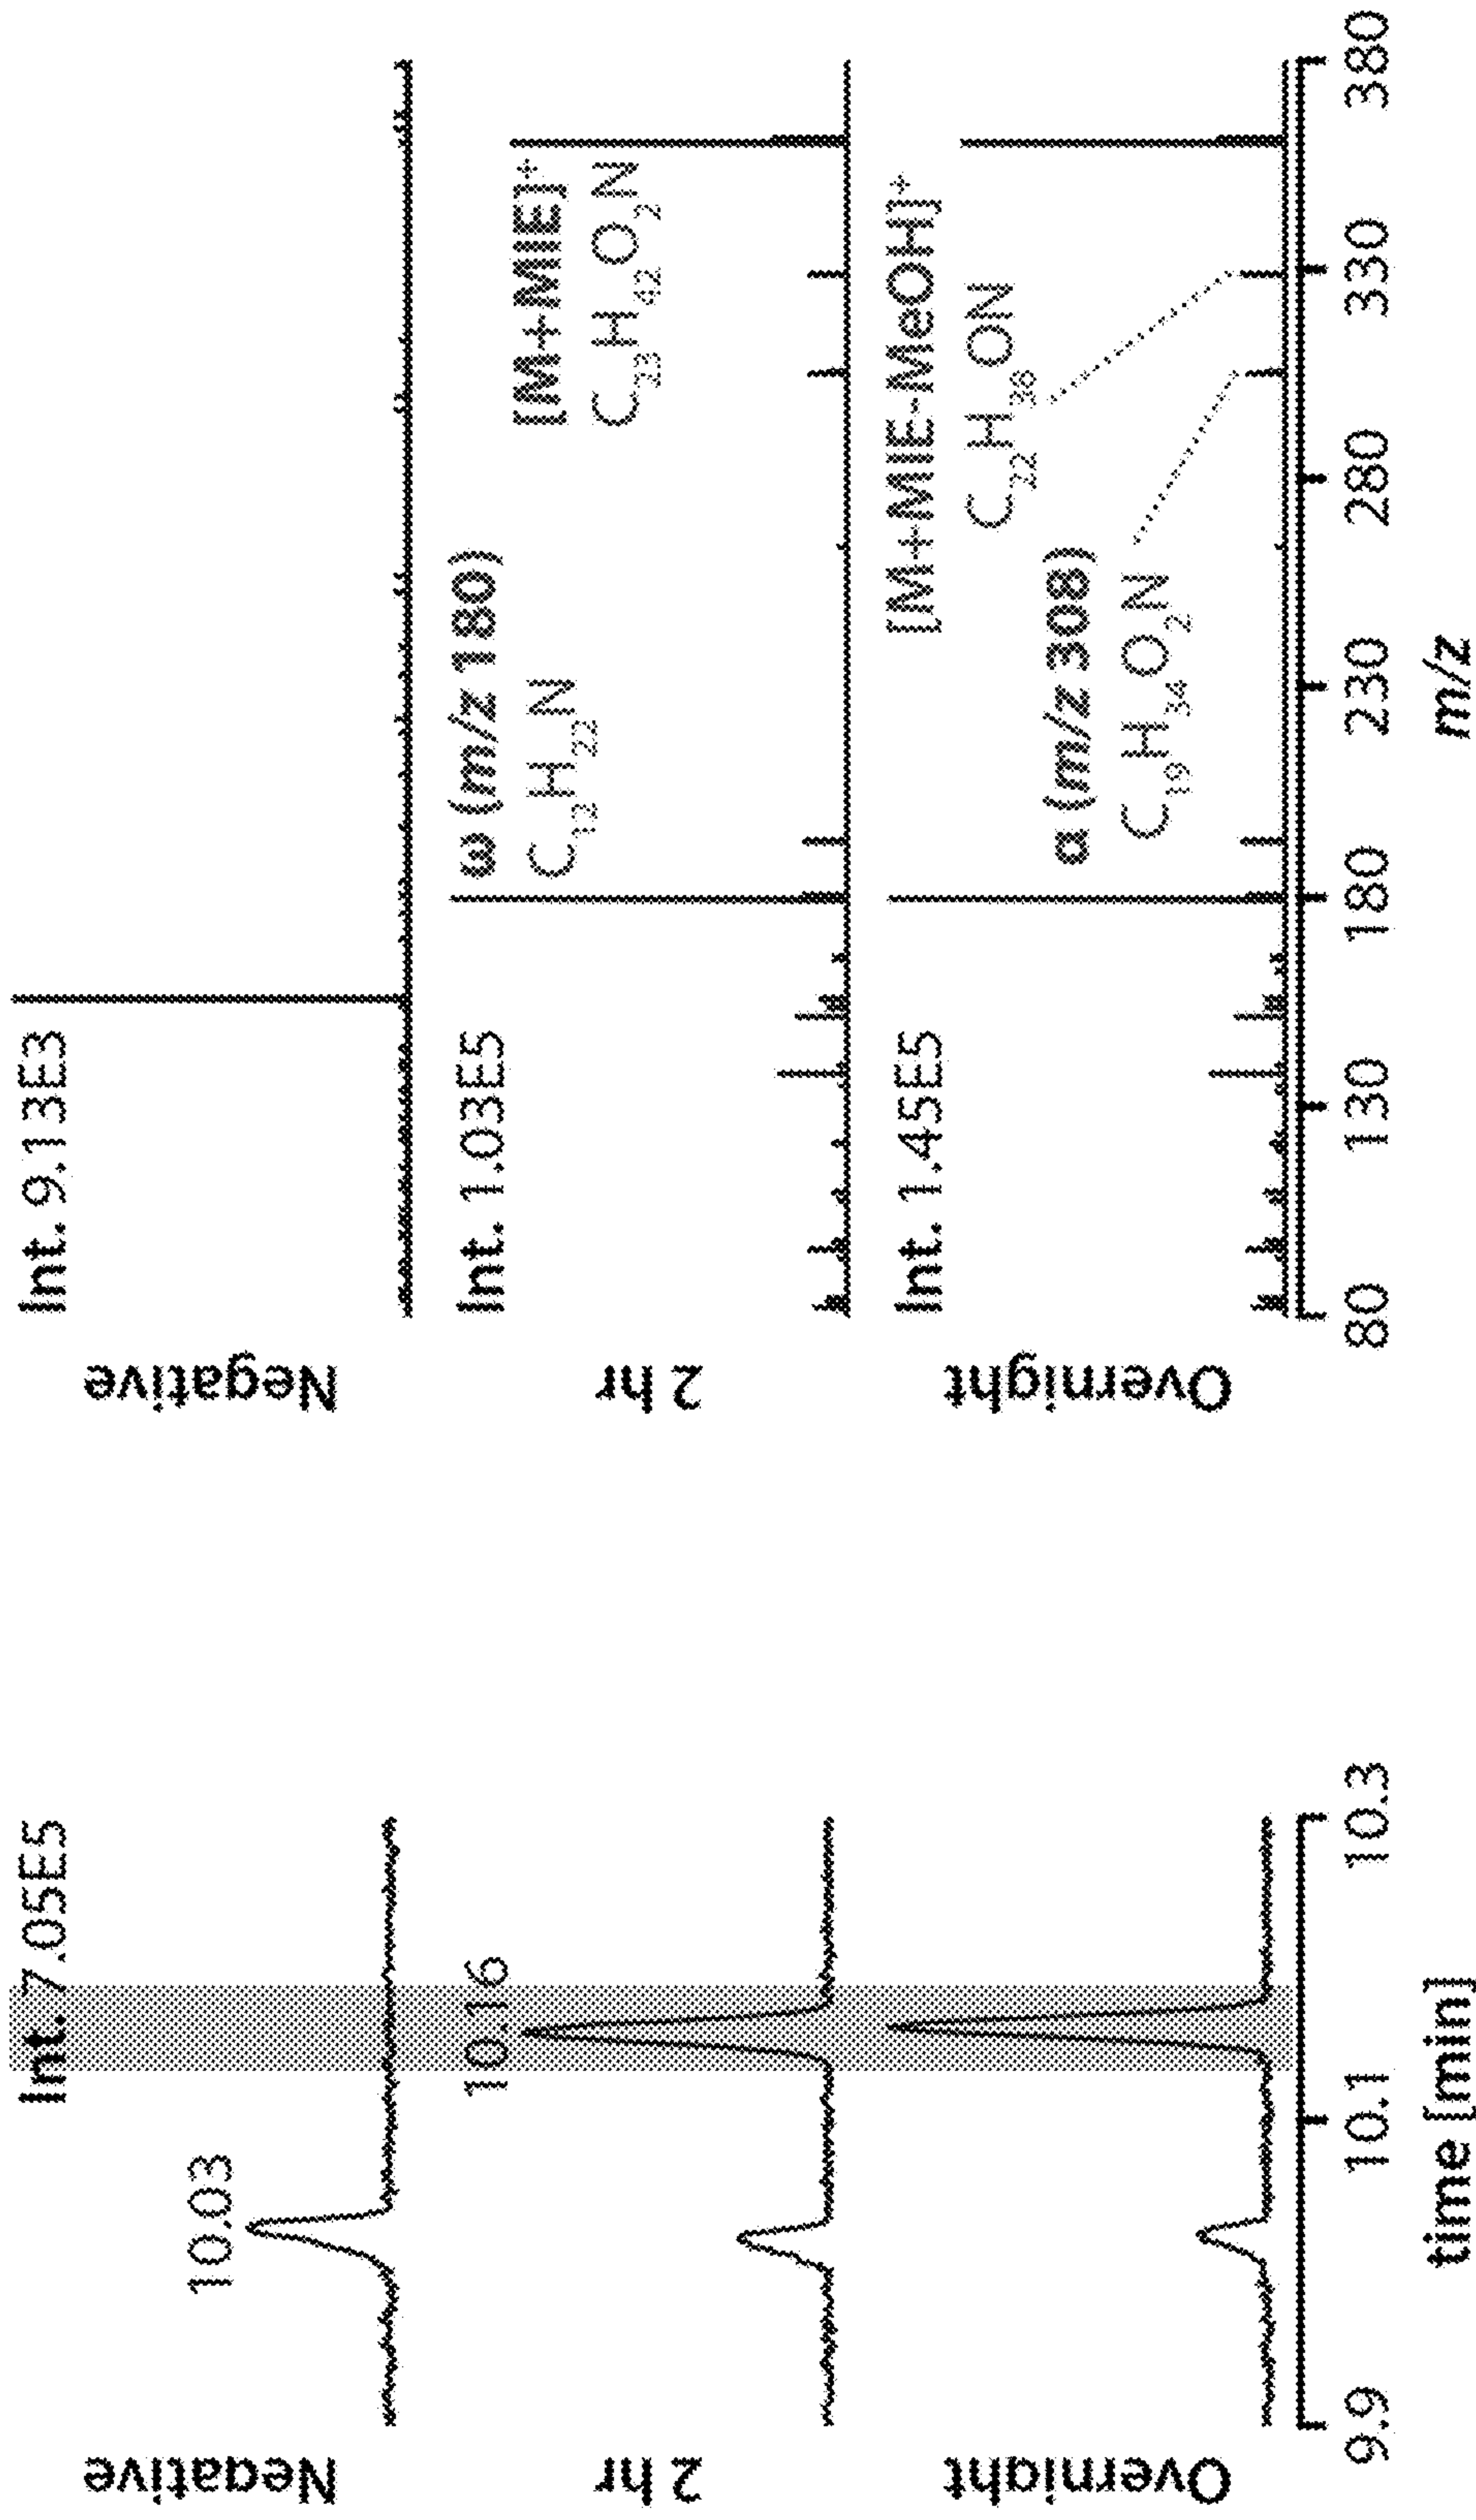 Int. 7.05E5
Negative
10.03
2 hr
10.16
Overnight
9.9 10.1 10.3
time [min]
Int. 9.13E3
Negative
Int. 1.03E5
2 hr
ω (m/z 180)
C₁₂H₂₂N
[M+MIE]⁺
C₂₃H₄₂O₂N
Int. 1.45E5
Overnight
[M+MIE-MeOH]⁺
C₂₂H₃₈ON
α (m/z 308)
C₁₉H₃₄O₂N
80 130 180 230 280 330 380
m/z